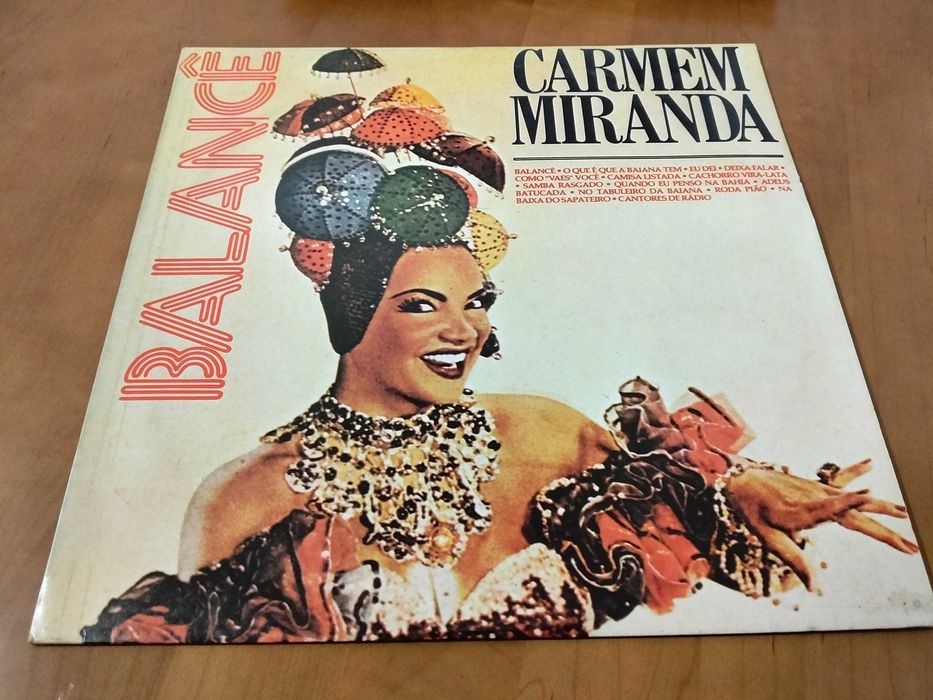 BALANCÊ
CARMEM
MIRANDA
BALANCÊ • O QUE É QUE A BAIANA TEM • EU DEI • DEIXA FALAR •
COMO "VAES" VOCÊ • CAMISA LISTADA • CACHORRO VIRA-LATA
• SAMBA RASGADO • QUANDO EU PENSO NA BAHIA • ADEUS
BATUCADA • NO TABULEIRO DA BAIANA • RODA PIÃO • NA
BAIXA DO SAPATEIRO • CANTORES DE RÁDIO